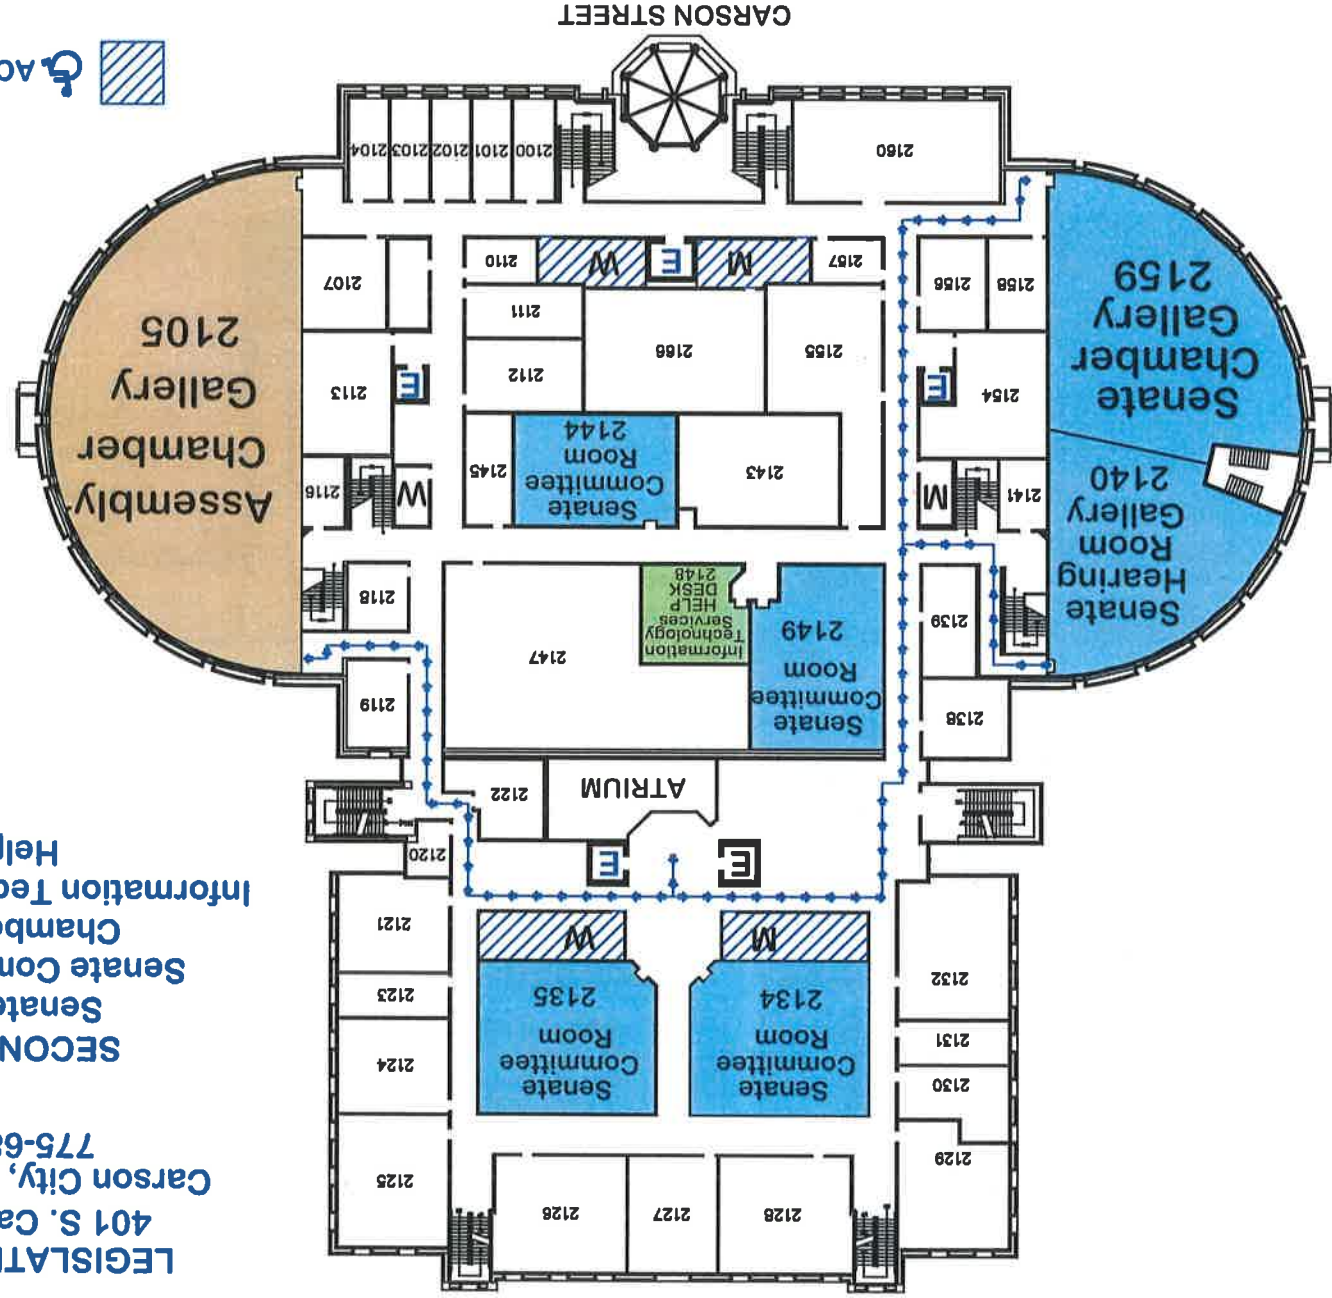 LEGISLATI
401 S. Ca
Carson City,
775-68
SECON
Senate
Senate Com
Chambe
Information Tec
Help
2128
2127
2126
2129
2125
2130
2131
2132
2124
2123
2121
2120
Senate
Committee
Room
2134
Senate
Committee
Room
2135
M
W
E
E
ATRIUM
2122
2138
2139
Senate
Committee
Room
2149
Information
Technology
Services
HELP
DESK
2148
2147
2119
2118
Senate
Hearing
Room
Gallery
2140
2141
M
2143
Senate
Committee
Room
2144
2145
W
2116
Assembly
Chamber
Gallery
2105
Senate
Chamber
Gallery
2159
2154
E
2155
2166
2112
2111
E
2113
2158
2156
2157
M
E
W
2110
2107
2160
2100
2101
2102
2103
2104
AC
CARSON STREET